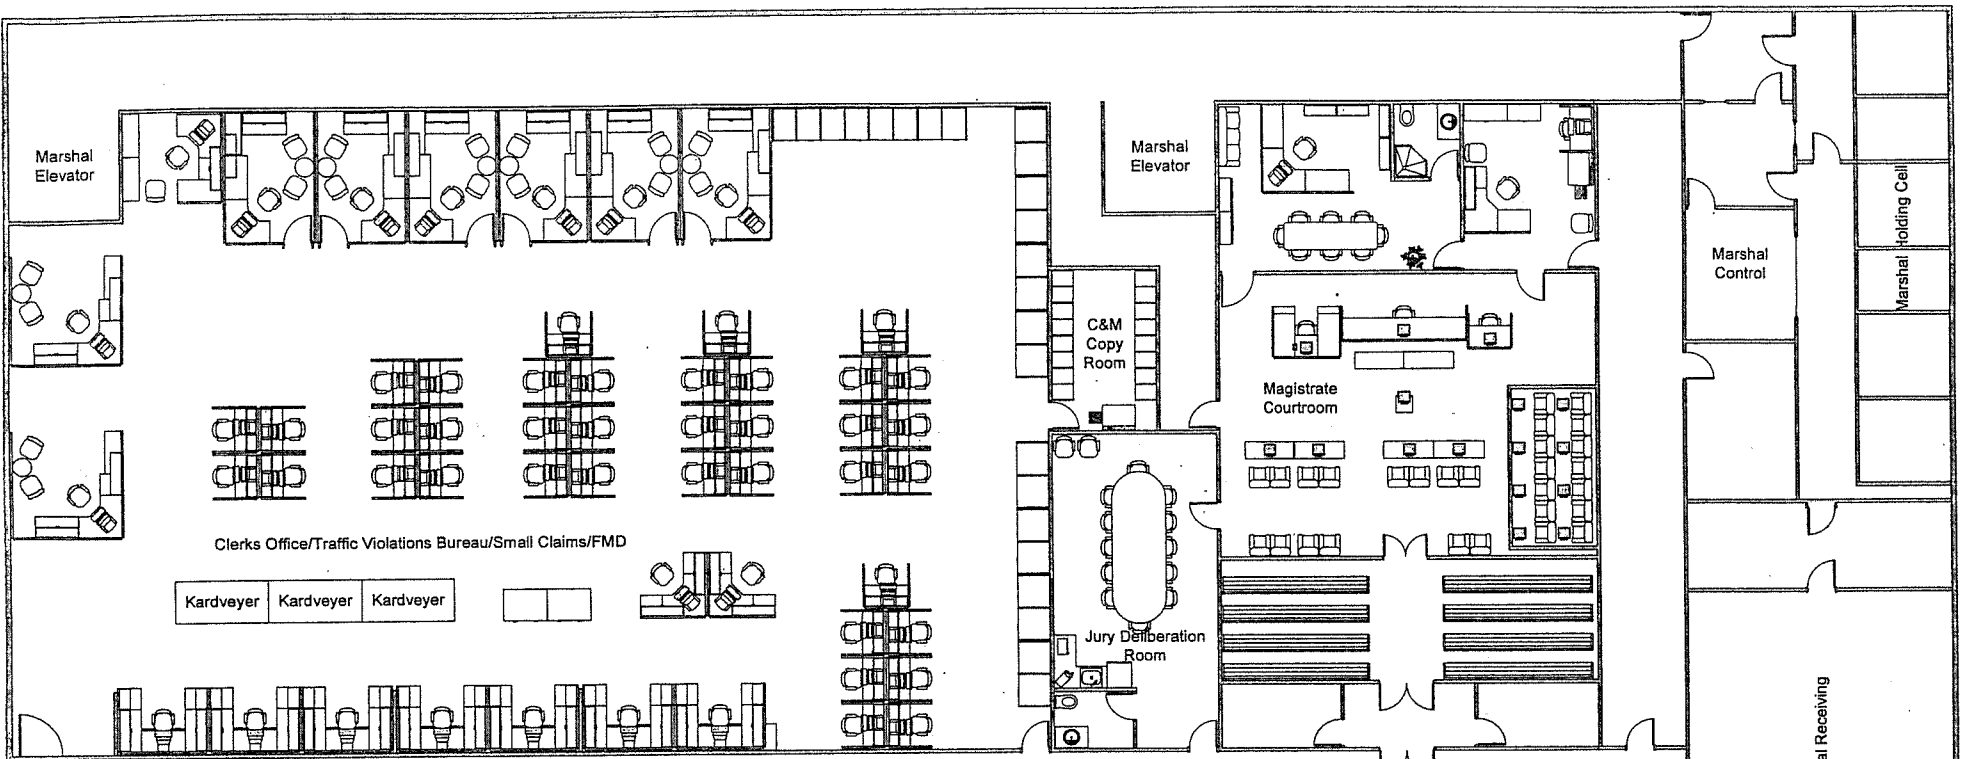 Marshal
Elevator
Marshal
Elevator
Marshal
Control
Marshal Holding Cell
C&M
Copy
Room
Magistrate
Courtroom
Clerks Office/Traffic Violations Bureau/Small Claims/FMD
Kardveyer
Kardveyer
Kardveyer
Jury Deliberation
Room
Receiving